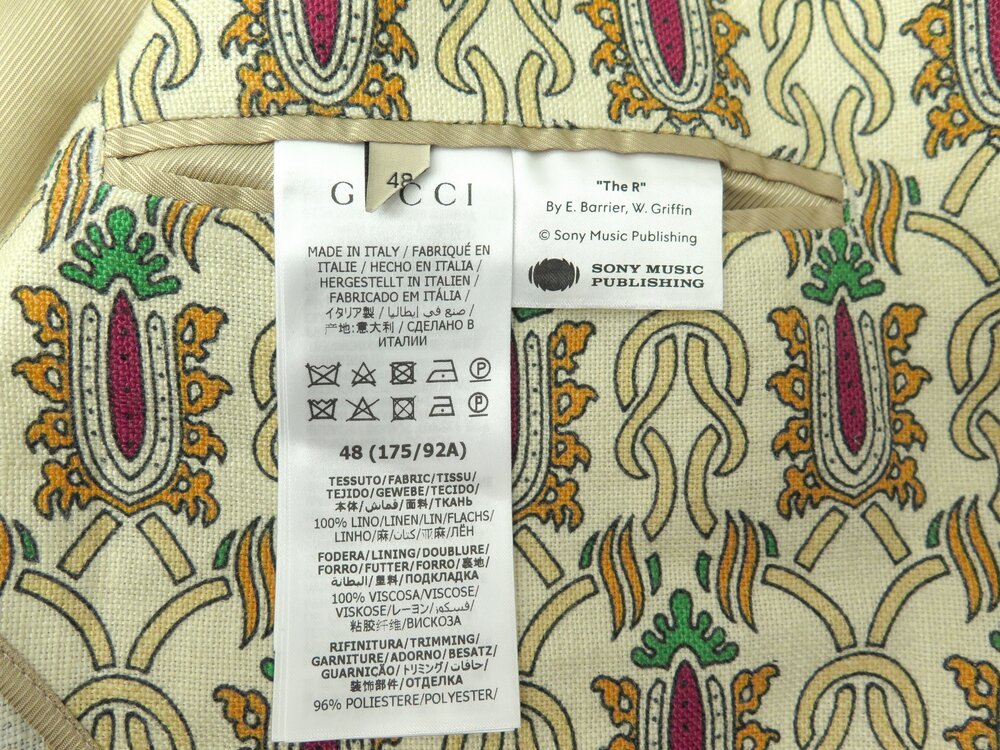 48
GUCCI
MADE IN ITALY / FABRIQUÉ EN
ITALIE / HECHO EN ITALIA /
HERGESTELLT IN ITALIEN /
FABRICADO EM ITÁLIA /
イタリア製 / صنع في إيطاليا /
产地:意大利 / СДЕЛАНО В
ИТАЛИИ
P
P
48 (175/92A)
TESSUTO/FABRIC/TISSU/
TEJIDO/GEWEBE/TECIDO/
本体/قماش/面料/ТКАНЬ
100% LINO/LINEN/LIN/FLACHS/
LINHO/麻/كتان/亚麻/ЛЁН
FODERA/LINING/DOUBLURE/
FORRO/FUTTER/FORRO/裏地/
البطانة/里料/ПОДКЛАДКА
100% VISCOSA/VISCOSE/
VISKOSE/レーヨン/فسكوز/
粘胶纤维/ВИСКОЗА
RIFINITURA/TRIMMING/
GARNITURE/ADORNO/BESATZ/
GUARNIÇÃO/トリミング/حافات/
装饰部件/ОТДЕЛКА
96% POLIESTERE/POLYESTER/
"The R"
By E. Barrier, W. Griffin
© Sony Music Publishing
SONY MUSIC
PUBLISHING